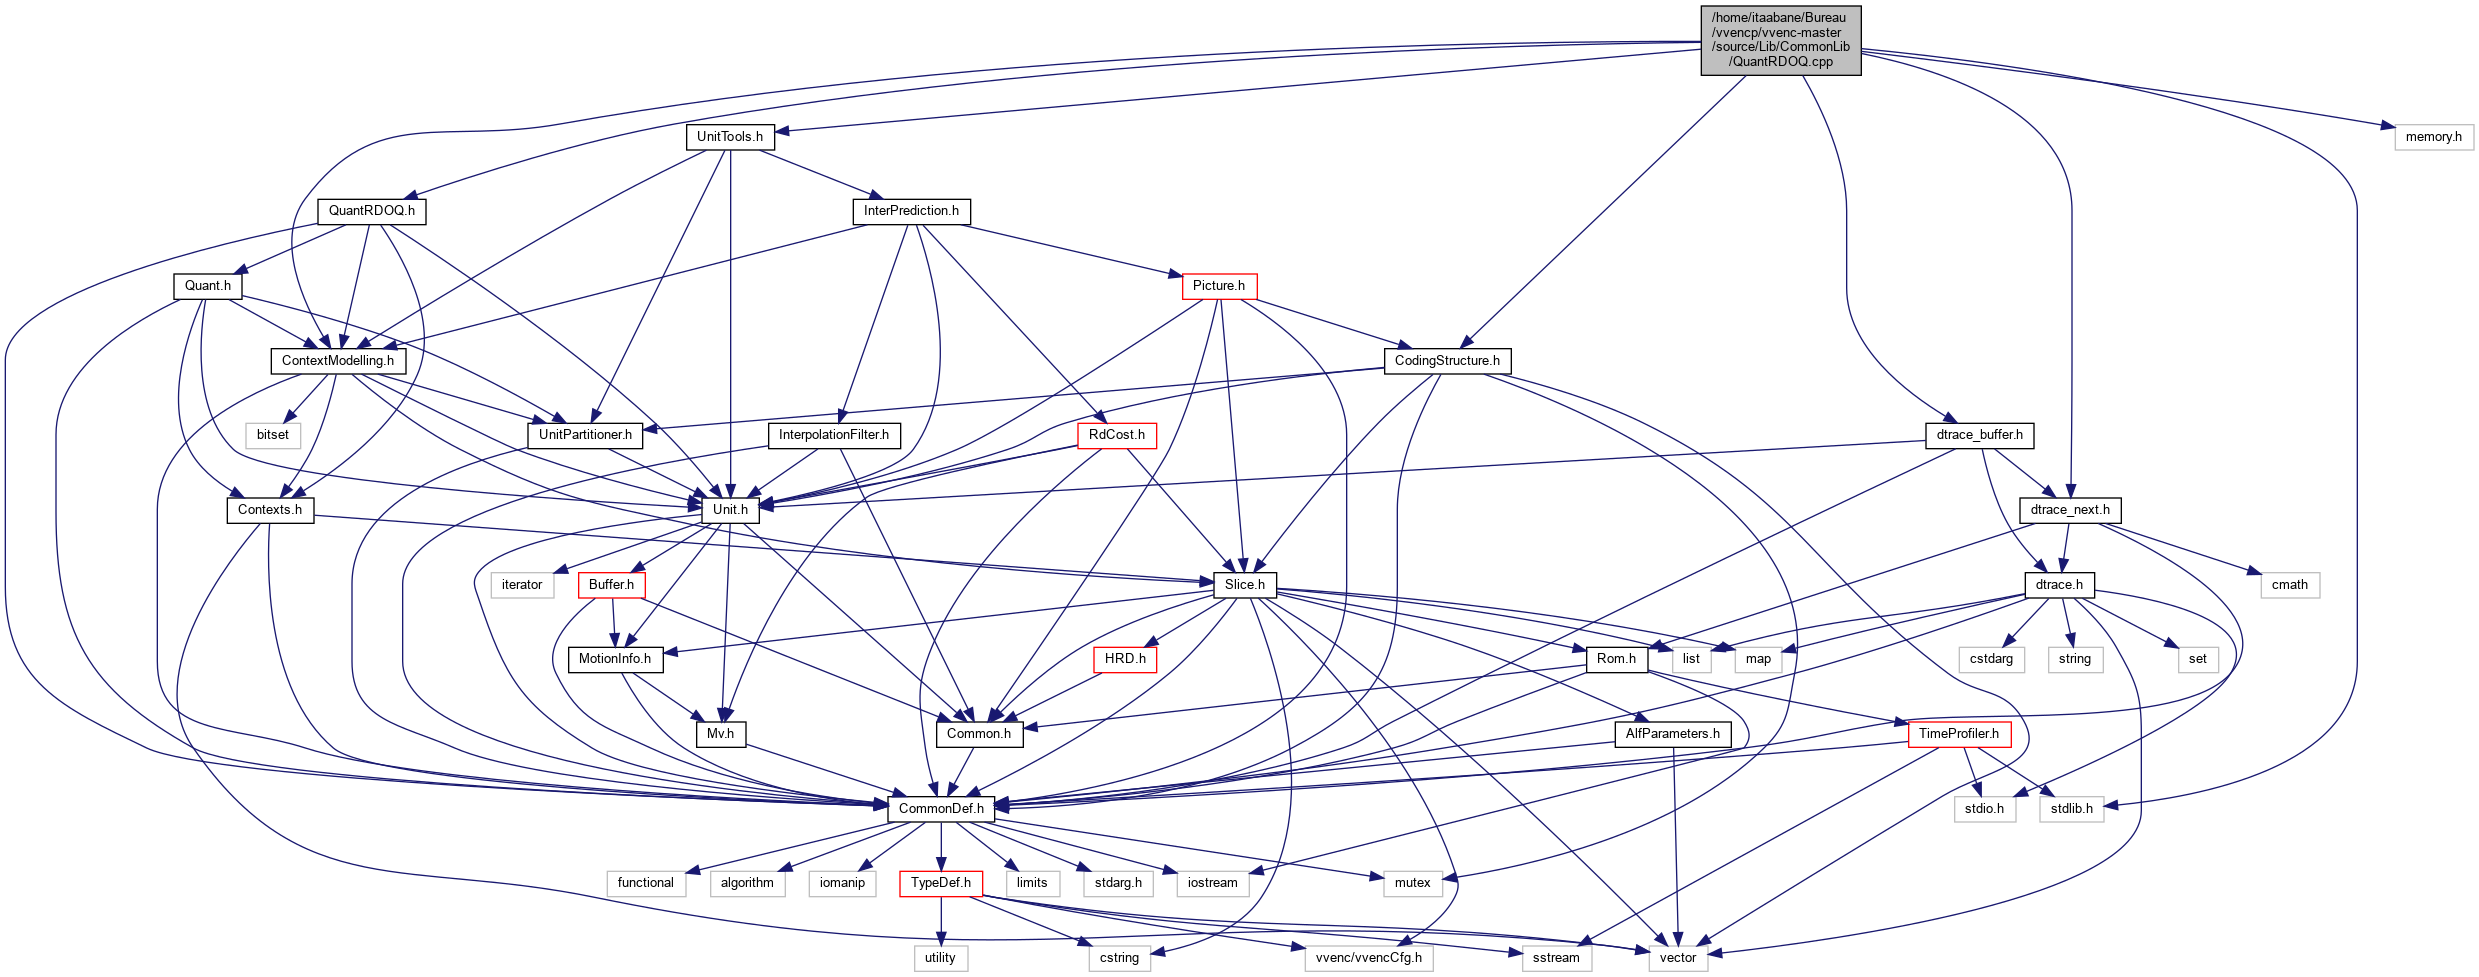 /home/itaabane/Bureau
/vvencp/vvenc-master
/source/Lib/CommonLib
/QuantRDOQ.cpp
UnitTools.h
memory.h
QuantRDOQ.h
InterPrediction.h
Quant.h
Picture.h
ContextModelling.h
CodingStructure.h
bitset
UnitPartitioner.h
InterpolationFilter.h
RdCost.h
dtrace_buffer.h
Contexts.h
Unit.h
dtrace_next.h
iterator
Buffer.h
Slice.h
dtrace.h
cmath
MotionInfo.h
HRD.h
Rom.h
list
map
cstdarg
string
set
Mv.h
Common.h
AlfParameters.h
TimeProfiler.h
CommonDef.h
stdio.h
stdlib.h
functional
algorithm
iomanip
TypeDef.h
limits
stdarg.h
iostream
mutex
utility
cstring
vvenc/vvencCfg.h
sstream
vector